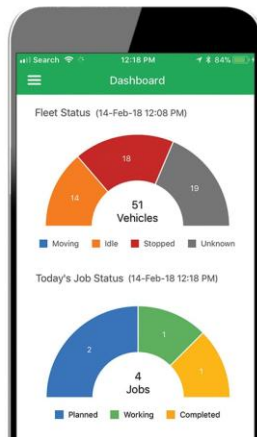 Search 12:18 PM 84%
Dashboard
Fleet Status (14-Feb-18 12:08 PM)
18
14
19
51
Vehicles
Moving Idle Stopped Unknown
Today's Job Status (14-Feb-18 12:18 PM)
2
1
1
4
Jobs
Planned Working Completed